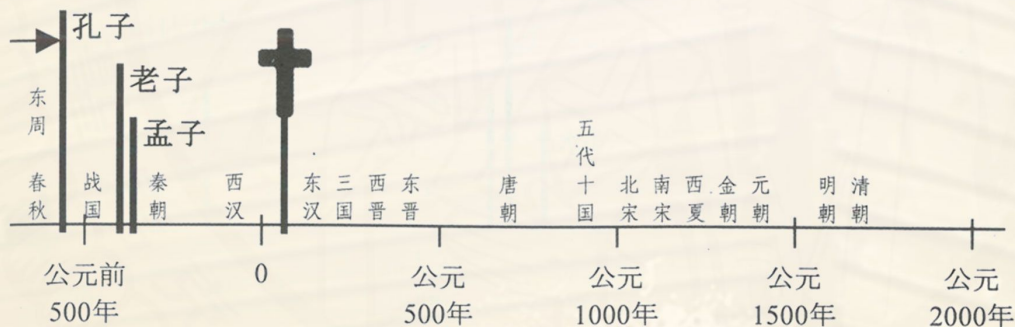 孔子
老子
孟子
东周
春秋
战国
秦朝
西汉
东汉
三国
西晋
东晋
唐朝
五代十国
北宋
南宋
西夏
金朝
元朝
明朝
清朝
公元前
500年
0
公元
500年
公元
1000年
公元
1500年
公元
2000年